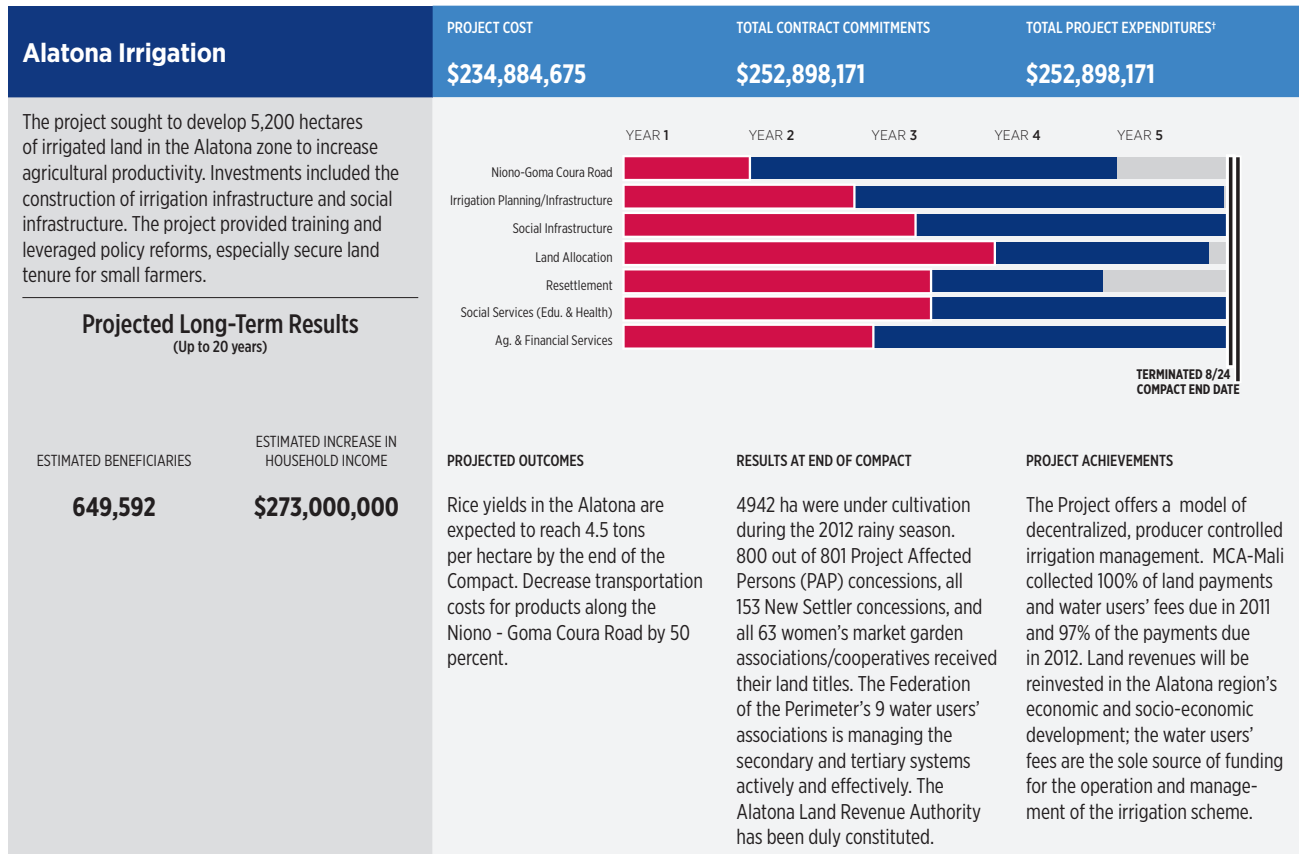 Alatona Irrigation
PROJECT COST
$234,884,675
TOTAL CONTRACT COMMITMENTS
$252,898,171
TOTAL PROJECT EXPENDITURES†
$252,898,171
The project sought to develop 5,200 hectares
of irrigated land in the Alatona zone to increase
agricultural productivity. Investments included the
construction of irrigation infrastructure and social
infrastructure. The project provided training and
leveraged policy reforms, especially secure land
tenure for small farmers.
Projected Long-Term Results
(Up to 20 years)
ESTIMATED BENEFICIARIES
649,592
ESTIMATED INCREASE IN
HOUSEHOLD INCOME
$273,000,000
YEAR 1 YEAR 2 YEAR 3 YEAR 4 YEAR 5
Niono-Goma Coura Road
Irrigation Planning/Infrastructure
Social Infrastructure
Land Allocation
Resettlement
Social Services (Edu. & Health)
Ag. & Financial Services
TERMINATED 8/24
COMPACT END DATE
PROJECTED OUTCOMES
Rice yields in the Alatona are
expected to reach 4.5 tons
per hectare by the end of the
Compact. Decrease transportation
costs for products along the
Niono - Goma Coura Road by 50
percent.
RESULTS AT END OF COMPACT
4942 ha were under cultivation
during the 2012 rainy season.
800 out of 801 Project Affected
Persons (PAP) concessions, all
153 New Settler concessions, and
all 63 women's market garden
associations/cooperatives received
their land titles. The Federation
of the Perimeter's 9 water users'
associations is managing the
secondary and tertiary systems
actively and effectively. The
Alatona Land Revenue Authority
has been duly constituted.
PROJECT ACHIEVEMENTS
The Project offers a model of
decentralized, producer controlled
irrigation management. MCA-Mali
collected 100% of land payments
and water users' fees due in 2011
and 97% of the payments due
in 2012. Land revenues will be
reinvested in the Alatona region's
economic and socio-economic
development; the water users'
fees are the sole source of funding
for the operation and manage-
ment of the irrigation scheme.